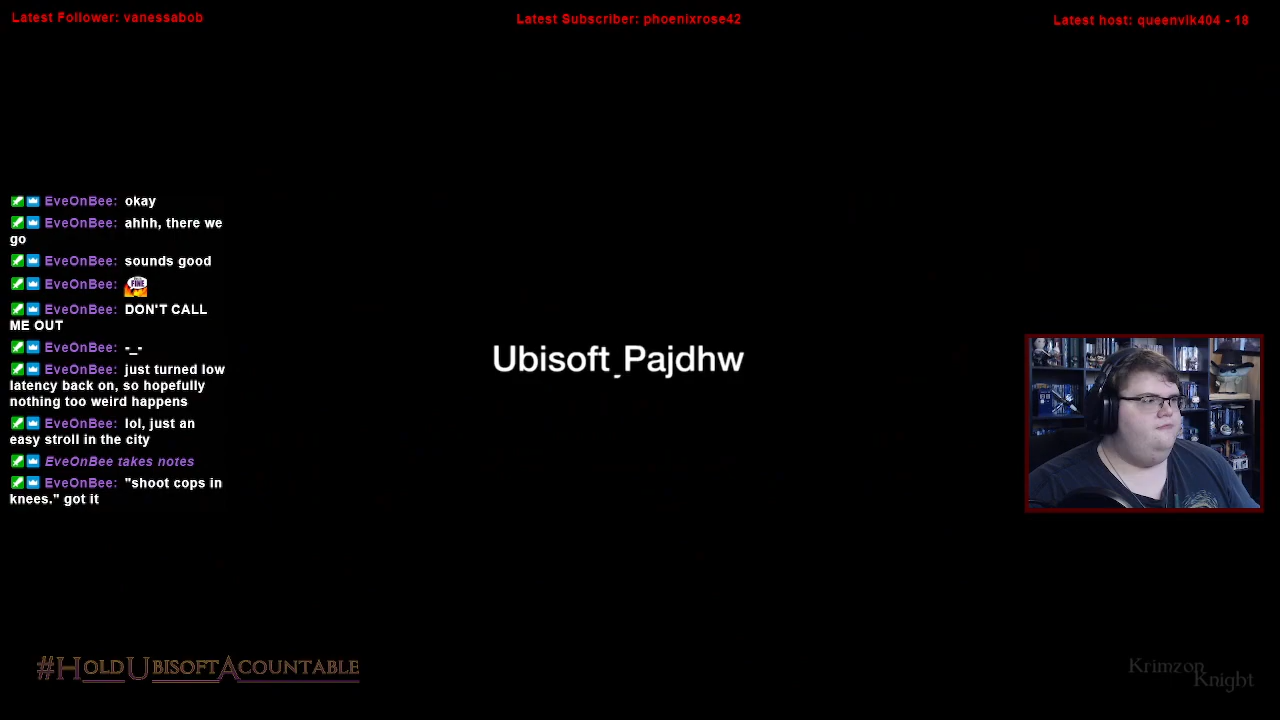 Latest Follower: vanessabob
Latest Subscriber: phoenixrose42
Latest host: queenvik404 - 18
EveOnBee: okay
EveOnBee: ahhh, there we
go
EveOnBee: sounds good
EveOnBee: FINE
EveOnBee: DON'T CALL
ME OUT
EveOnBee: -_-
EveOnBee: just turned low
latency back on, so hopefully
nothing too weird happens
EveOnBee: lol, just an
easy stroll in the city
EveOnBee takes notes
EveOnBee: "shoot cops in
knees." got it
Ubisoft Pajdhw
#HoldUbisoftAcountable
Krimzon
Knight